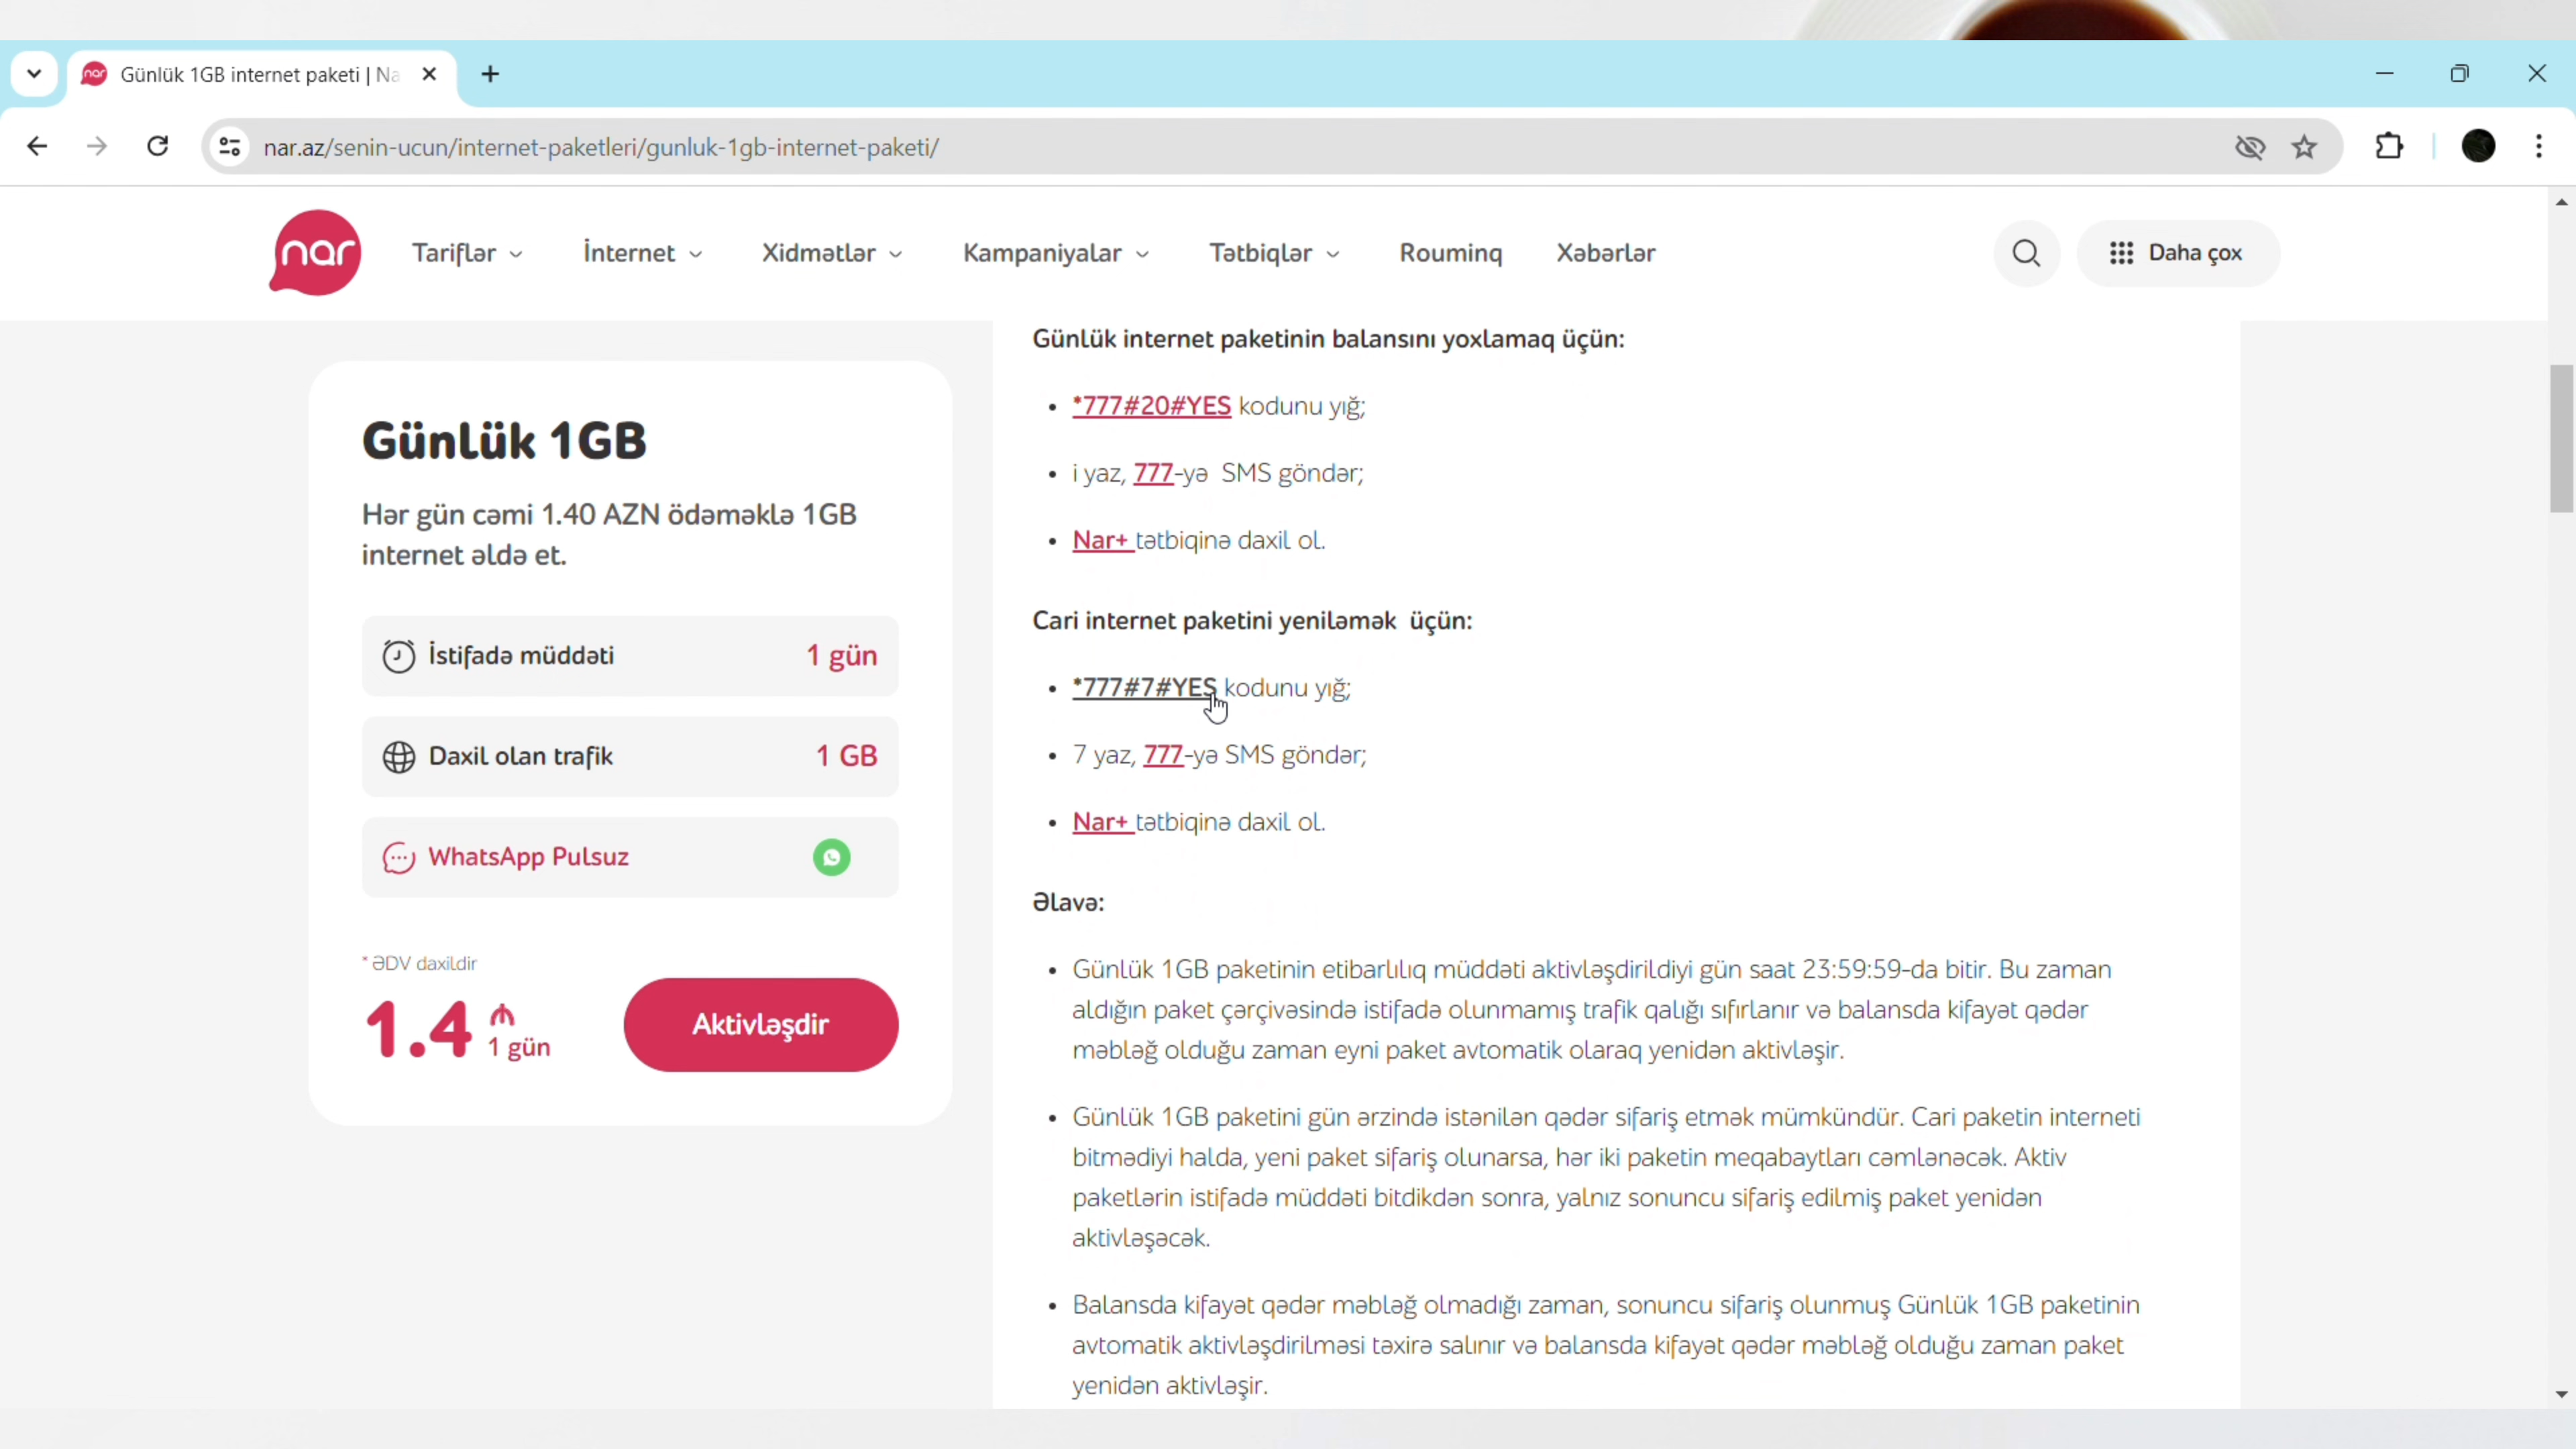 Günlük 1GB internet paketi | Na
nar.az/senin-ucun/internet-paketleri/gunluk-1gb-internet-paketi/
nar
Tariflər
İnternet
Xidmətlər
Kampaniyalar
Tətbiqlər
Rouminq
Xəbərlər
Daha çox
Günlük 1GB
Hər gün cəmi 1.40 AZN ödəməklə 1GB
internet əldə et.
İstifadə müddəti 1 gün
Daxil olan trafik 1 GB
WhatsApp Pulsuz
* ƏDV daxildir
1.4 ₼
1 gün
Aktivləşdir
Günlük internet paketinin balansını yoxlamaq üçün:
• *777#20#YES kodunu yığ;
• i yaz, 777-yə SMS göndər;
• Nar+ tətbiqinə daxil ol.
Cari internet paketini yeniləmək üçün:
• *777#7#YES kodunu yığ;
• 7 yaz, 777-yə SMS göndər;
• Nar+ tətbiqinə daxil ol.
Əlavə:
• Günlük 1GB paketinin etibarlılıq müddəti aktivləşdirildiyi gün saat 23:59:59-da bitir. Bu zaman
aldığın paket çərçivəsində istifadə olunmamış trafik qalığı sıfırlanır və balansda kifayət qədər
məbləğ olduğu zaman eyni paket avtomatik olaraq yenidən aktivləşir.
• Günlük 1GB paketini gün ərzində istənilən qədər sifariş etmək mümkündür. Cari paketin interneti
bitmədiyi halda, yeni paket sifariş olunarsa, hər iki paketin meqabaytları cəmlənəcək. Aktiv
paketlərin istifadə müddəti bitdikdən sonra, yalnız sonuncu sifariş edilmiş paket yenidən
aktivləşəcək.
• Balansda kifayət qədər məbləğ olmadığı zaman, sonuncu sifariş olunmuş Günlük 1GB paketinin
avtomatik aktivləşdirilməsi təxirə salınır və balansda kifayət qədər məbləğ olduğu zaman paket
yenidən aktivləşir.